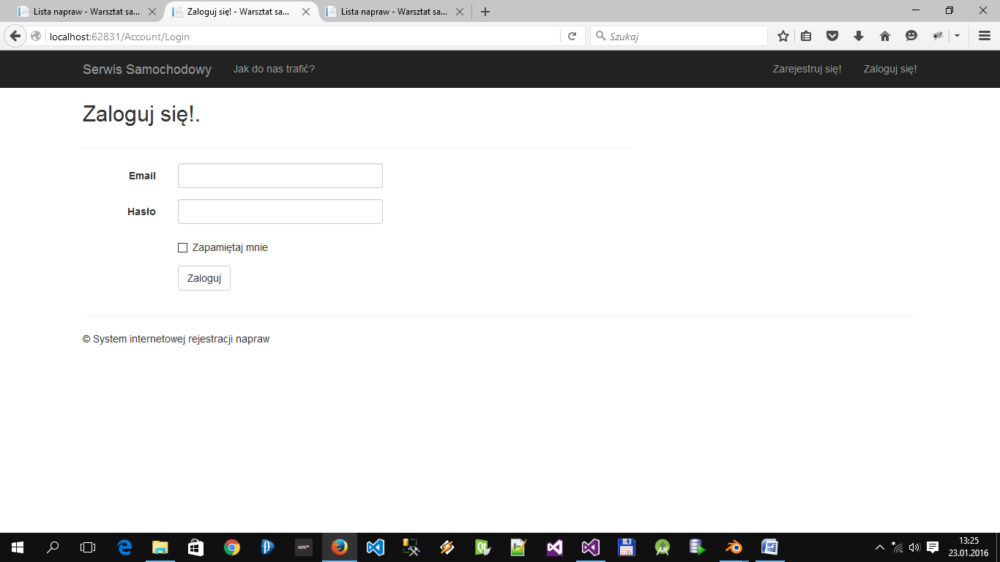 Lista napraw - Warsztat sa...
Zaloguj się! - Warsztat sa...
Lista napraw - Warsztat sa...
localhost:62831/Account/Login
Szukaj
Serwis Samochodowy
Jak do nas trafić?
Zarejestruj się!
Zaloguj się!
Zaloguj się!.
Email
Hasło
Zapamiętaj mnie
Zaloguj
© System internetowej rejestracji napraw
13:25
23.01.2016